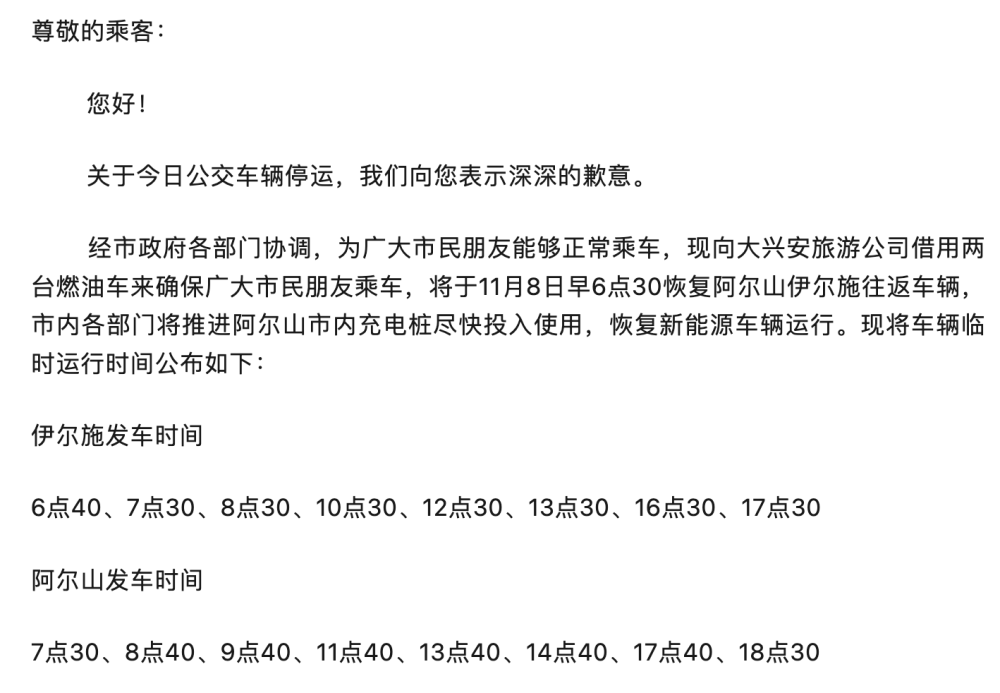 尊敬的乘客：
您好！
关于今日公交车辆停运，我们向您表示深深的歉意。
经市政府各部门协调，为广大市民朋友能够正常乘车，现向大兴安旅游公司借用两
台燃油车来确保广大市民朋友乘车，将于11月8日早6点30恢复阿尔山伊尔施往返车辆，
市内各部门将推进阿尔山市内充电桩尽快投入使用，恢复新能源车辆运行。现将车辆临
时运行时间公布如下：
伊尔施发车时间
6点40、7点30、8点30、10点30、12点30、13点30、16点30、17点30
阿尔山发车时间
7点30、8点40、9点40、11点40、13点40、14点40、17点40、18点30